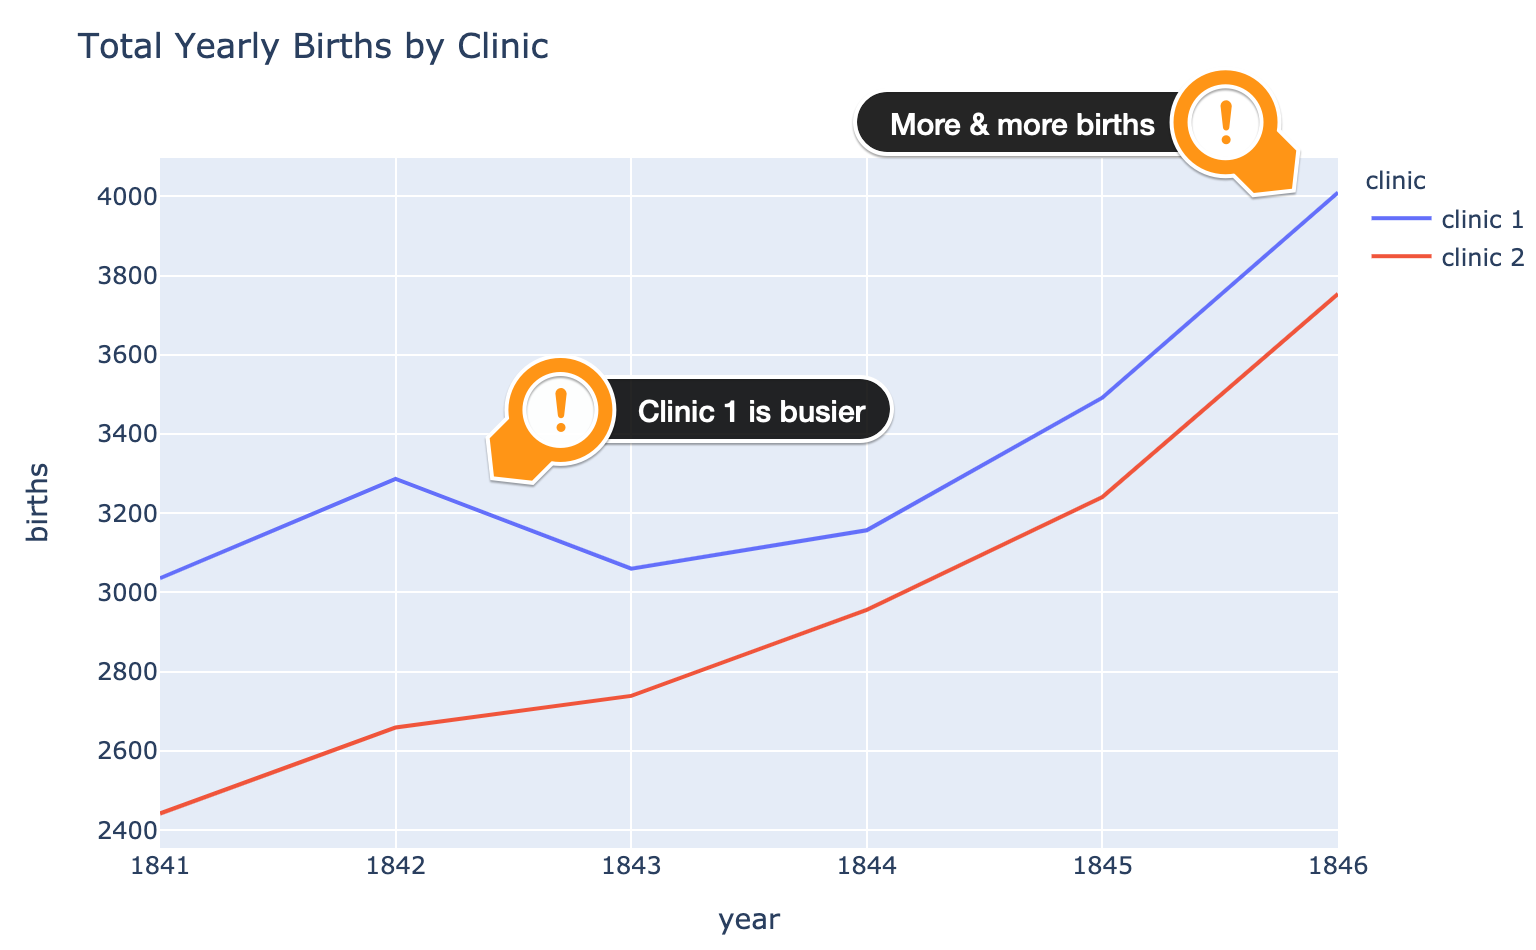 Total Yearly Births by Clinic
More & more births
!
clinic
clinic 1
clinic 2
4000
3800
3600
3400
3200
3000
2800
2600
2400
!
Clinic 1 is busier
births
1841
1842
1843
1844
1845
1846
year